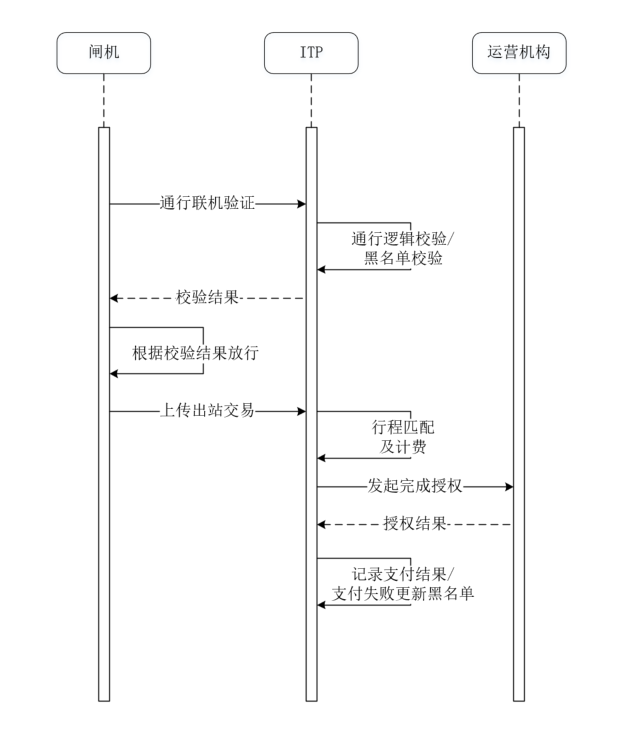 闸机
ITP
运营机构
通行联机验证
通行逻辑校验/
黑名单校验
校验结果
根据校验结果放行
上传出站交易
行程匹配
及计费
发起完成授权
授权结果
记录支付结果/
支付失败更新黑名单